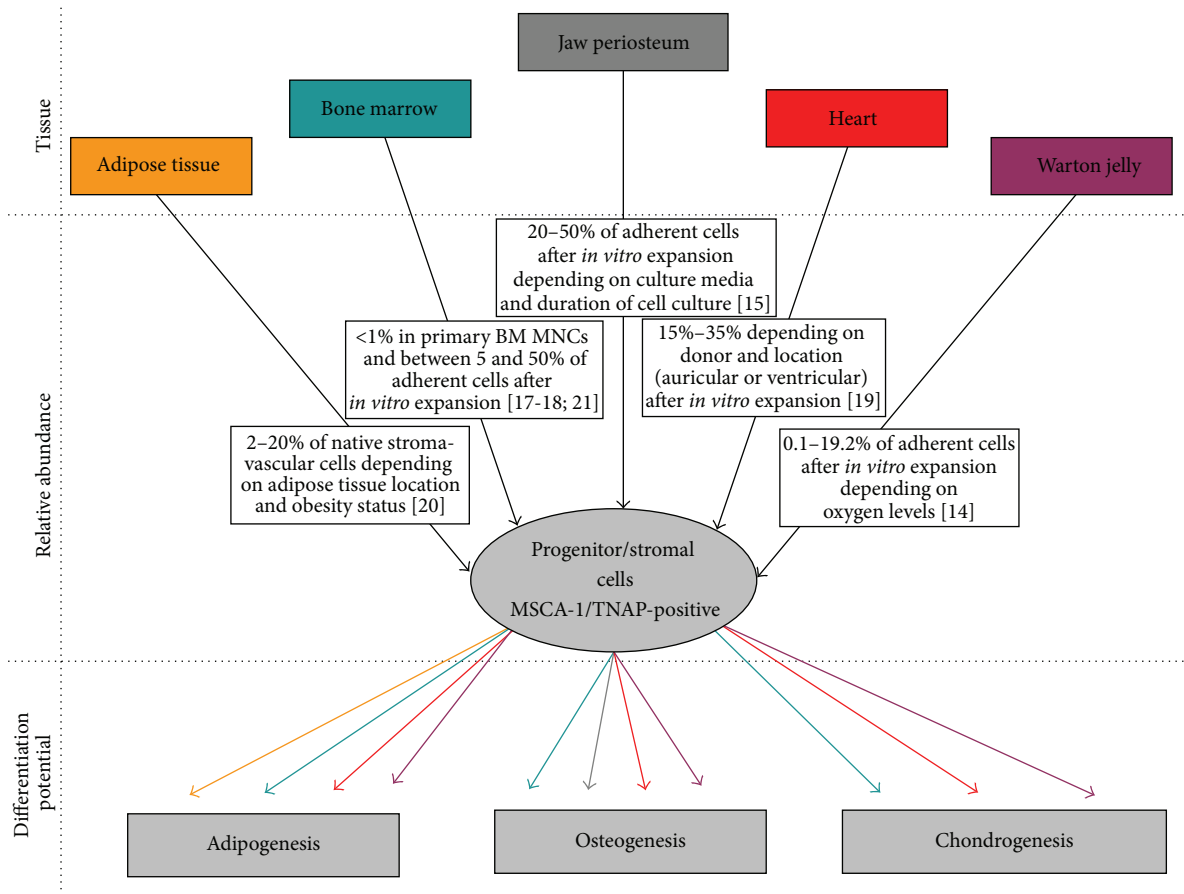 Tissue
Jaw periosteum
Bone marrow
Heart
Adipose tissue
Warton jelly
Relative abundance
20–50% of adherent cells
after in vitro expansion
depending on culture media
and duration of cell culture [15]
<1% in primary BM MNCs
and between 5 and 50% of
adherent cells after
in vitro expansion [17-18; 21]
15%–35% depending on
donor and location
(auricular or ventricular)
after in vitro expansion [19]
2–20% of native stroma-
vascular cells depending
on adipose tissue location
and obesity status [20]
0.1–19.2% of adherent cells
after in vitro expansion
depending on
oxygen levels [14]
Progenitor/stromal
cells
MSCA-1/TNAP-positive
Differentiation
potential
Adipogenesis
Osteogenesis
Chondrogenesis